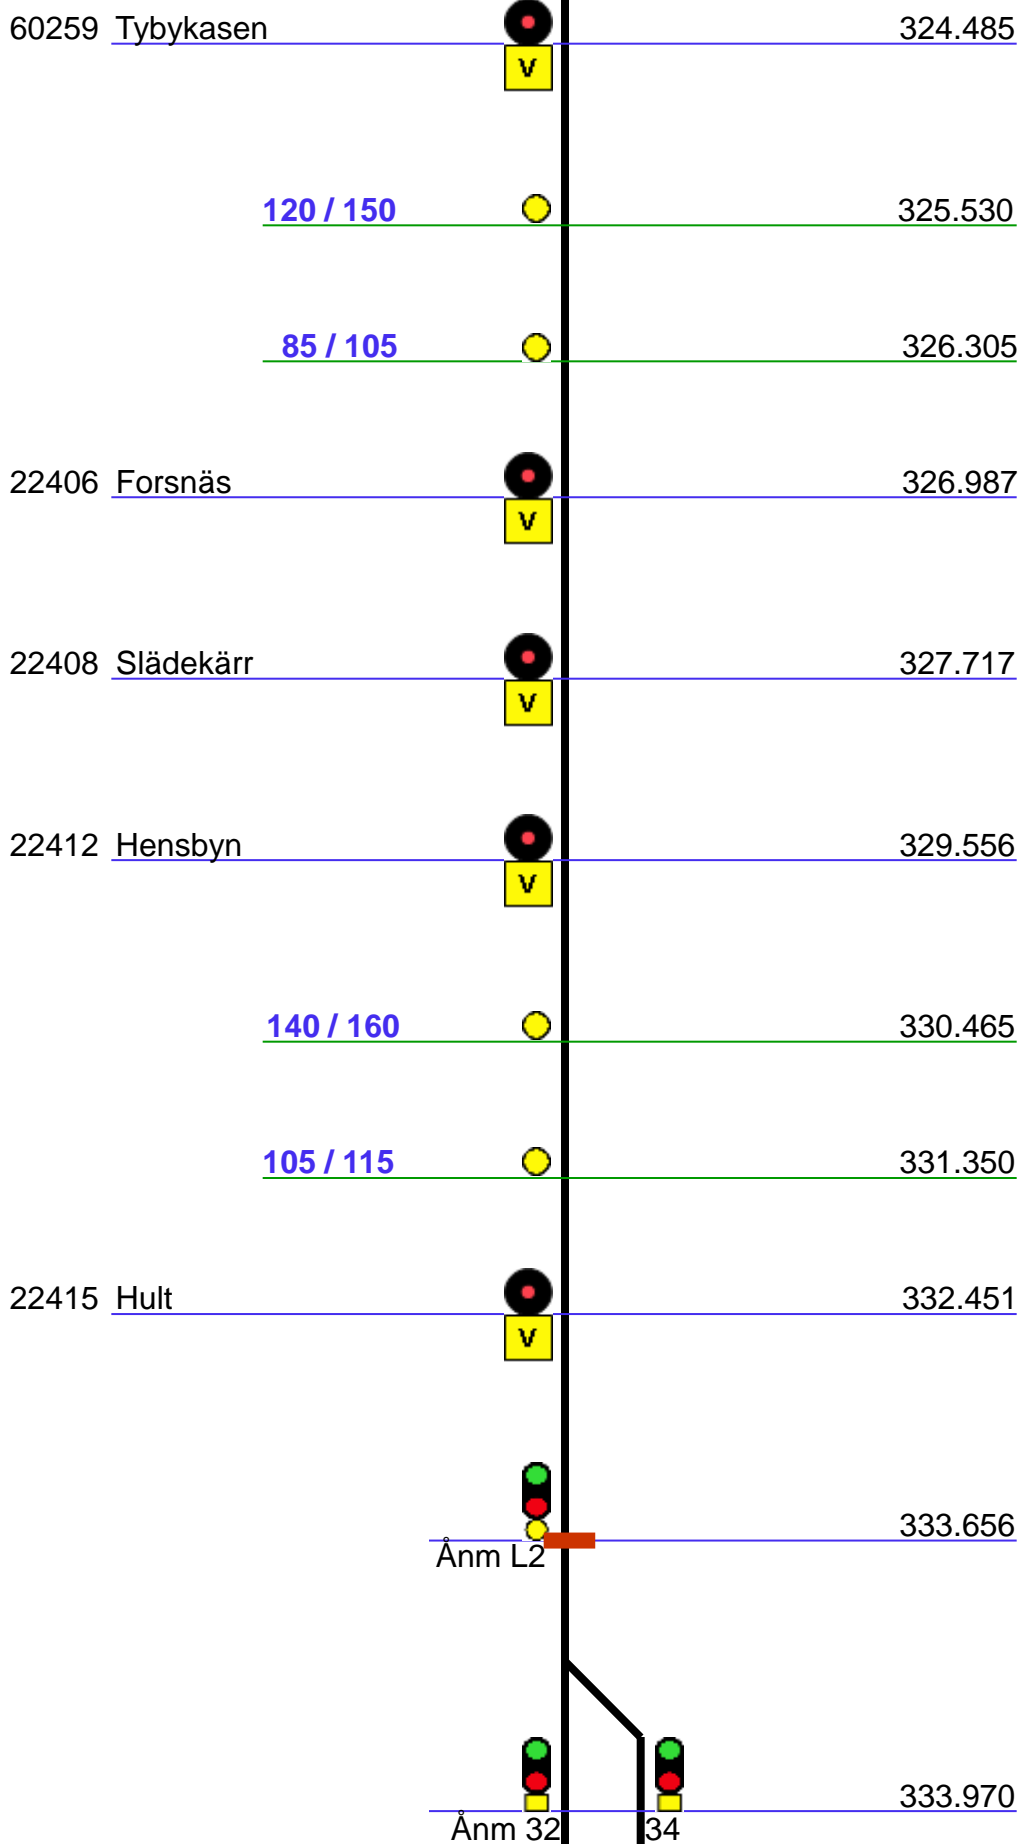 60259 Tybykasen 324.485
V
120 / 150 325.530
85 / 105 326.305
22406 Forsnäs 326.987
V
22408 Slädekärr 327.717
V
22412 Hensbyn 329.556
V
140 / 160 330.465
105 / 115 331.350
22415 Hult 332.451
V
333.656
Ånm L2
333.970
Ånm 32 34